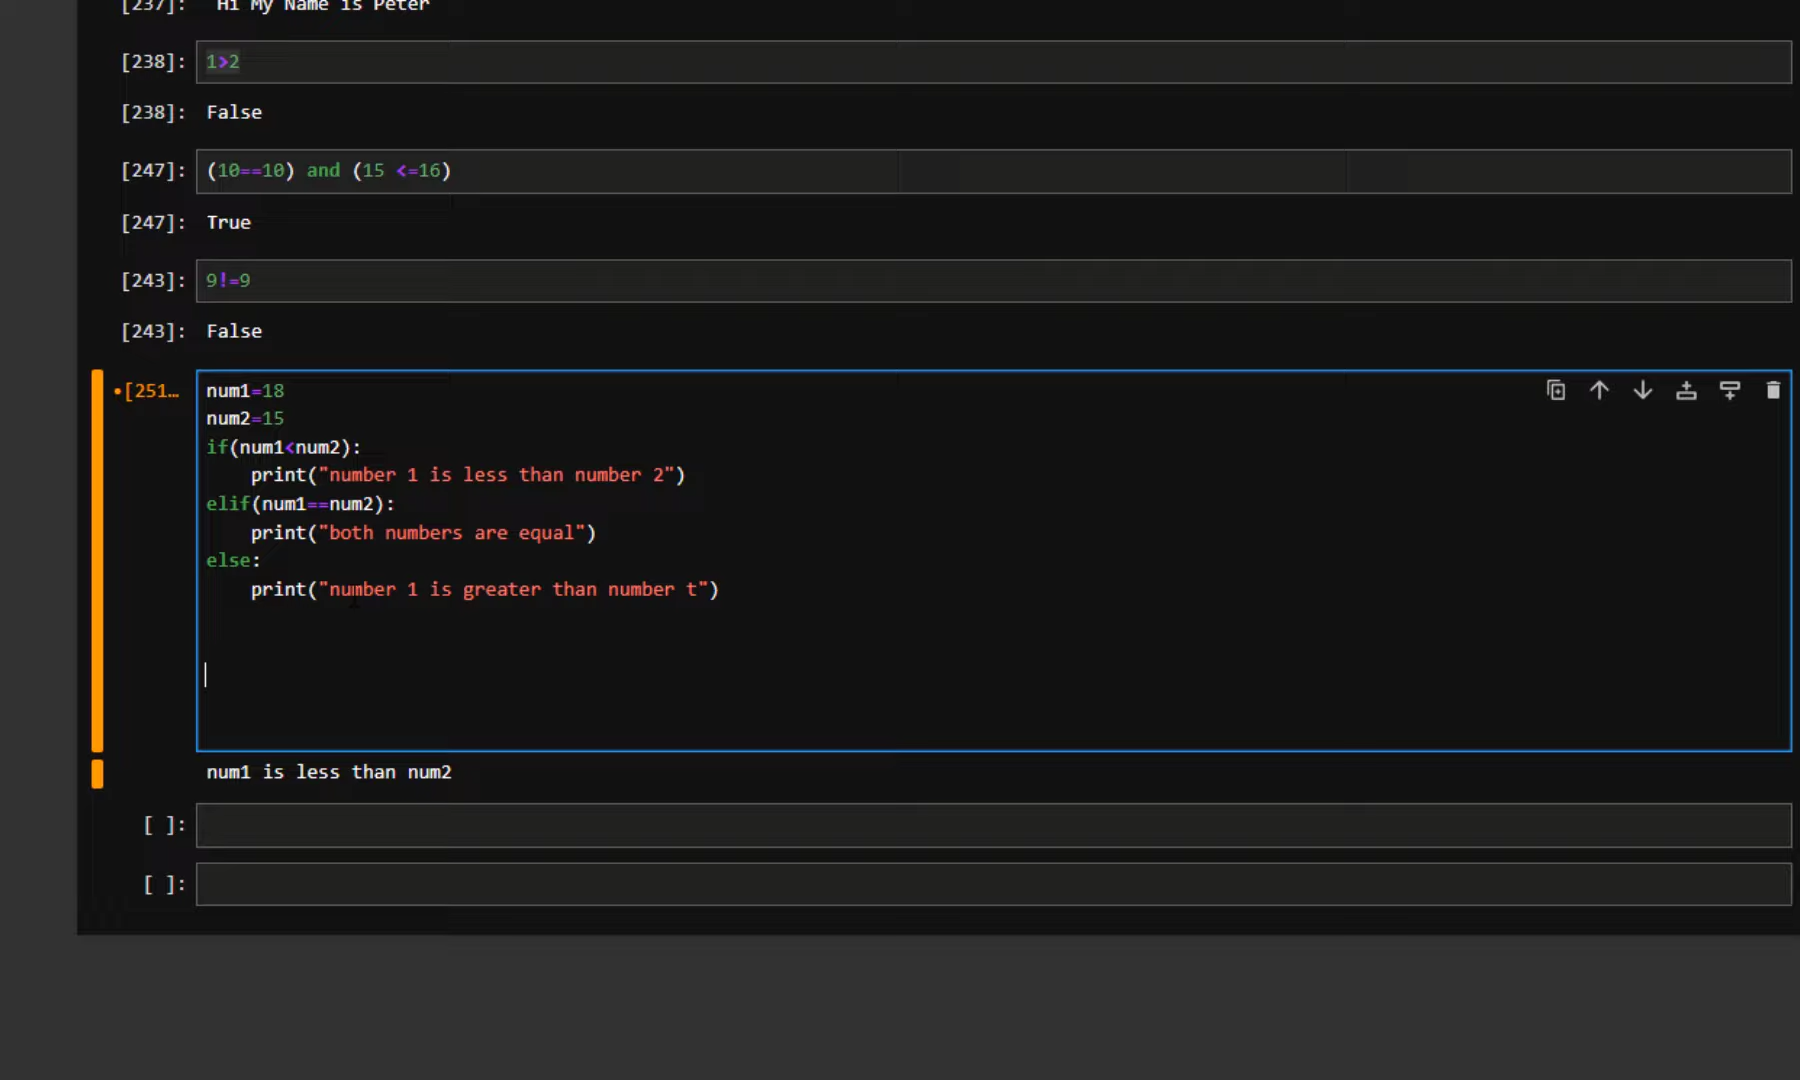 [237]: 'Hi My Name is Peter'
[238]: 1>2
[238]: False
[247]: (10==10) and (15 <=16)
[247]: True
[243]: 9!=9
[243]: False
•[251… num1=18
num2=15
if(num1<num2):
    print("number 1 is less than number 2")
elif(num1==num2):
    print("both numbers are equal")
else:
    print("number 1 is greater than number t")
num1 is less than num2
[ ]:
[ ]: